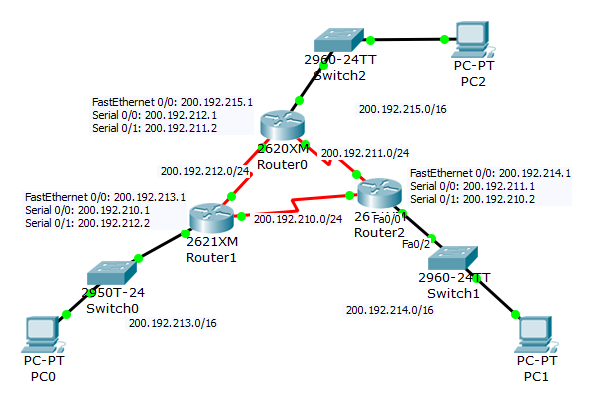 2960-24TT
Switch2
PC-PT
PC2
FastEthernet 0/0: 200.192.215.1
Serial 0/0: 200.192.212.1
Serial 0/1: 200.192.211.2
200.192.215.0/16
2620XM
Router0
200.192.211.0/24
200.192.212.0/24
FastEthernet 0/0: 200.192.214.1
Serial 0/0: 200.192.211.1
Serial 0/1: 200.192.210.2
FastEthernet 0/0: 200.192.213.1
Serial 0/0: 200.192.210.1
Serial 0/1: 200.192.212.2
200.192.210.0/24
Router2
2621XM
Router1
Fa0/2
2960-24TT
Switch1
2950T-24
Switch0
200.192.214.0/16
200.192.213.0/16
PC-PT
PC0
PC-PT
PC1